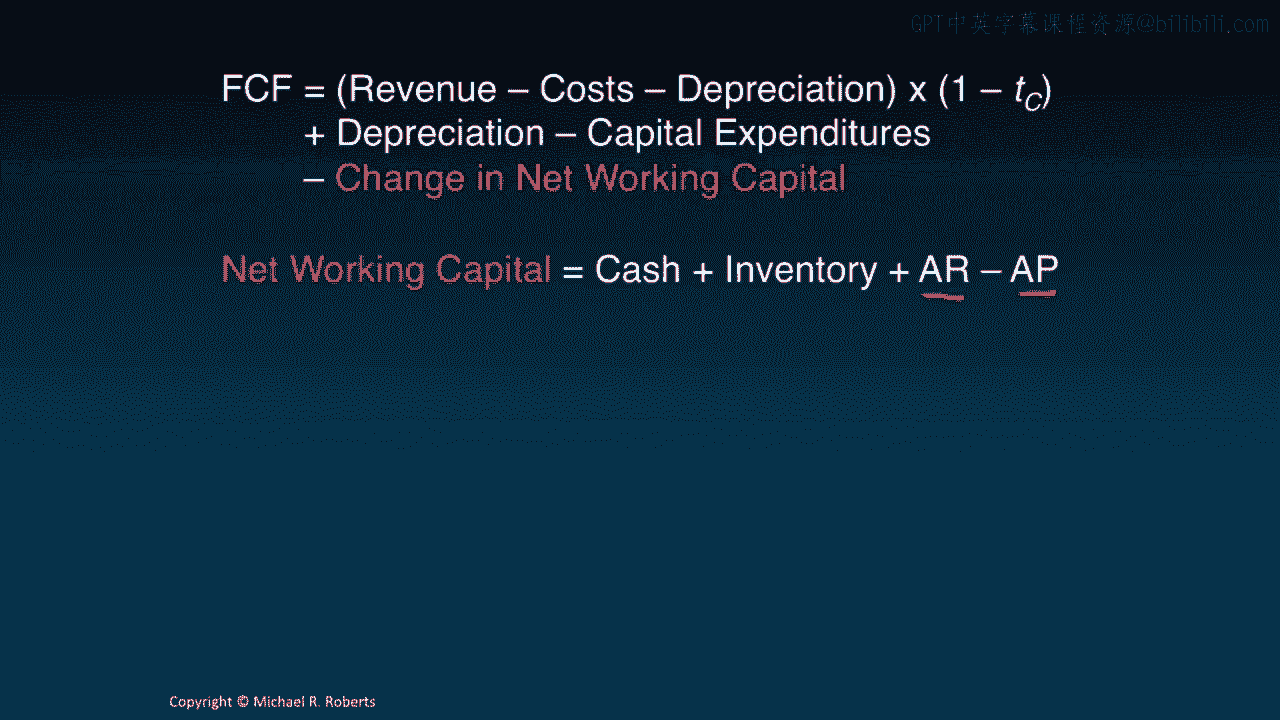 GPT中英字幕课程资源@bilibili.com
FCF = (Revenue – Costs – Depreciation) x (1 – t_C)
+ Depreciation – Capital Expenditures
– Change in Net Working Capital
Net Working Capital = Cash + Inventory + AR – AP
Copyright © Michael R. Roberts